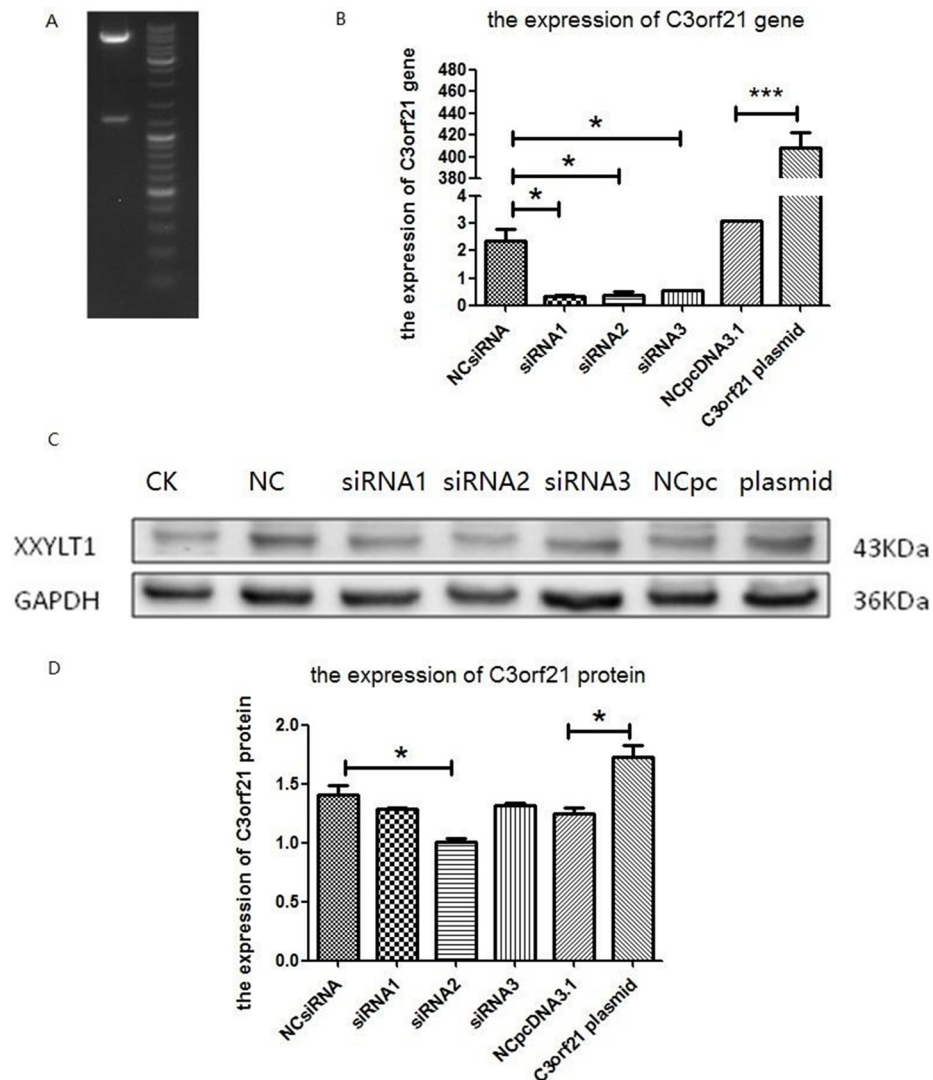 A
B
the expression of C3orf21 gene
the expression of C3orf21 gene
480
460
440
420
400
380
4
3
2
1
0
*
*
*
***
NCsiRNA
siRNA1
siRNA2
siRNA3
NCpcDNA3.1
C3orf21 plasmid
C
CK NC siRNA1 siRNA2 siRNA3 NCpc plasmid
XXYLT1 43KDa
GAPDH 36KDa
D
the expression of C3orf21 protein
the expression of C3orf21 protein
2.0
1.5
1.0
0.5
0.0
*
*
NCsiRNA
siRNA1
siRNA2
siRNA3
NCpcDNA3.1
C3orf21 plasmid